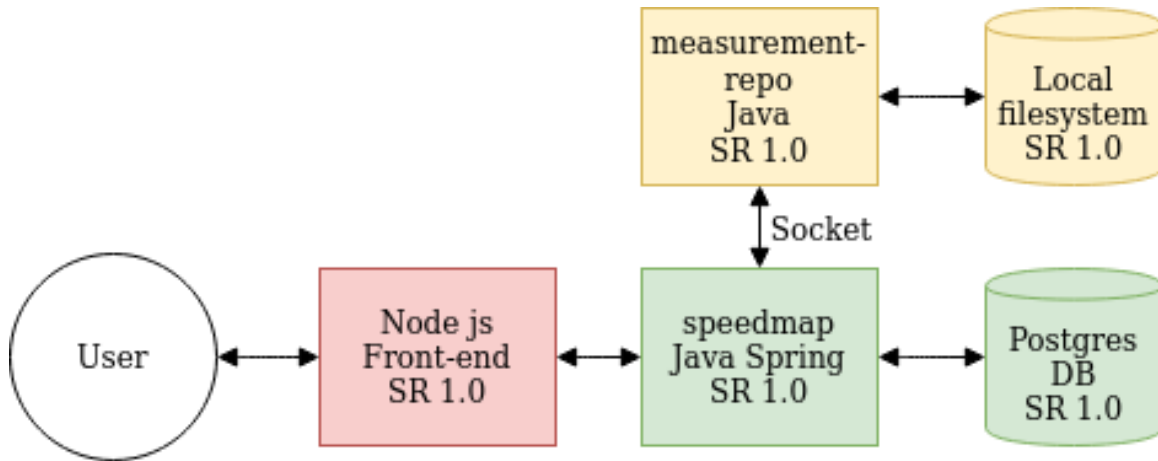 measurement-
repo
Java
SR 1.0
Local
filesystem
SR 1.0
Socket
User
Node js
Front-end
SR 1.0
speedmap
Java Spring
SR 1.0
Postgres
DB
SR 1.0